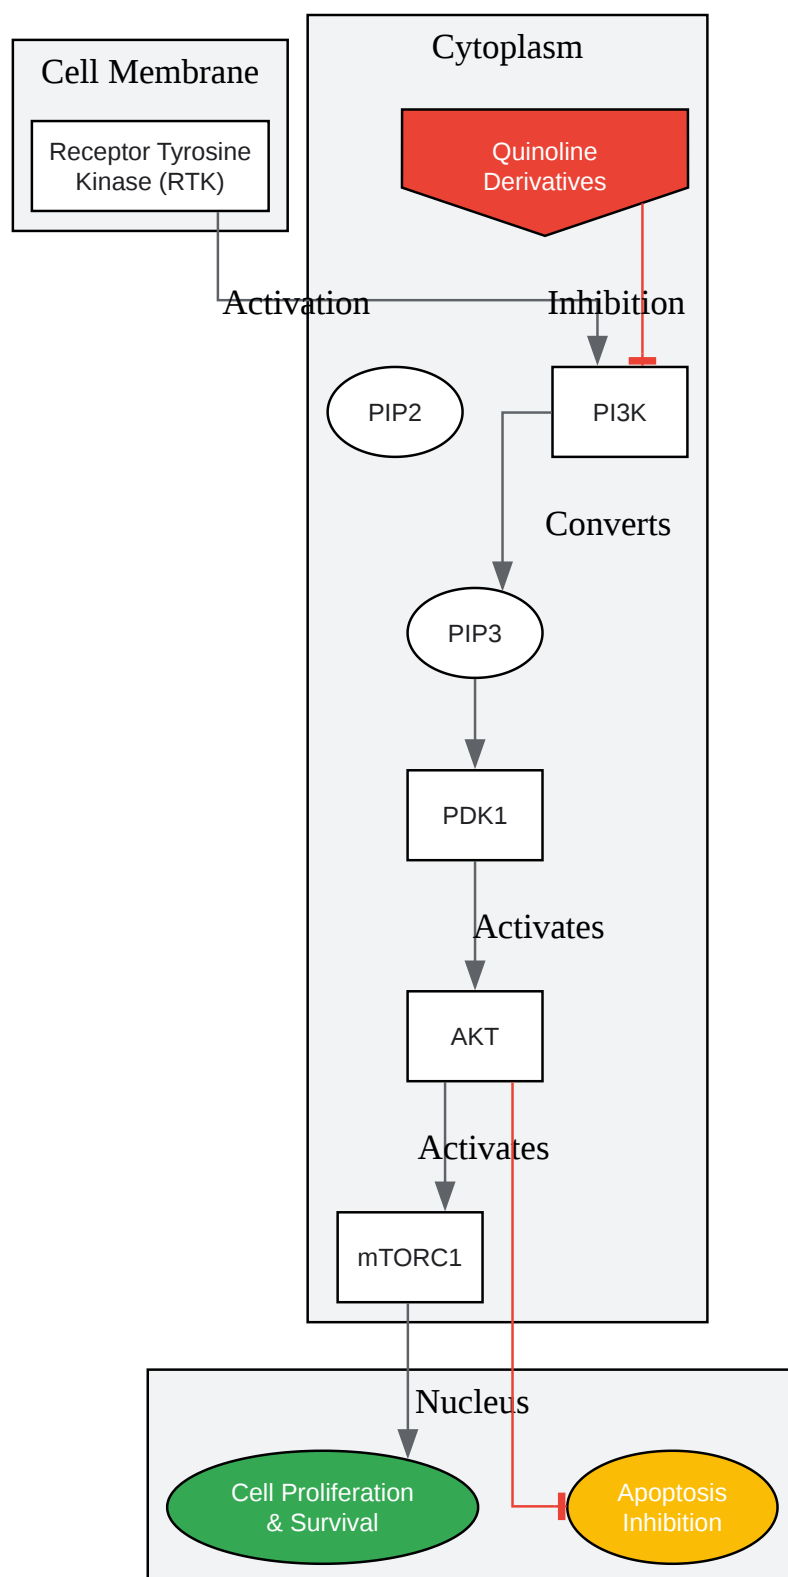 Cytoplasm
Cell Membrane
Receptor Tyrosine
Kinase (RTK)
Quinoline
Derivatives
Activation
Inhibition
PIP2
PI3K
Converts
PIP3
PDK1
Activates
AKT
Activates
mTORC1
Nucleus
Cell Proliferation
& Survival
Apoptosis
Inhibition